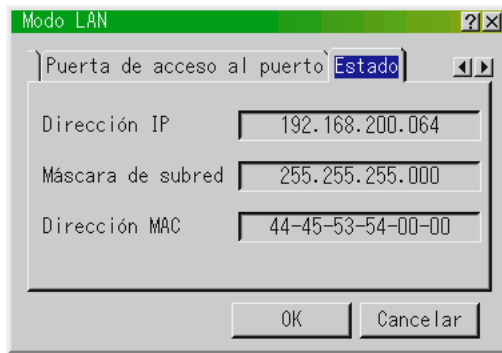 Modo LAN
Puerta de acceso al puerto Estado
Dirección IP 192.168.200.064
Máscara de subred 255.255.255.000
Dirección MAC 44-45-53-54-00-00
OK Cancelar